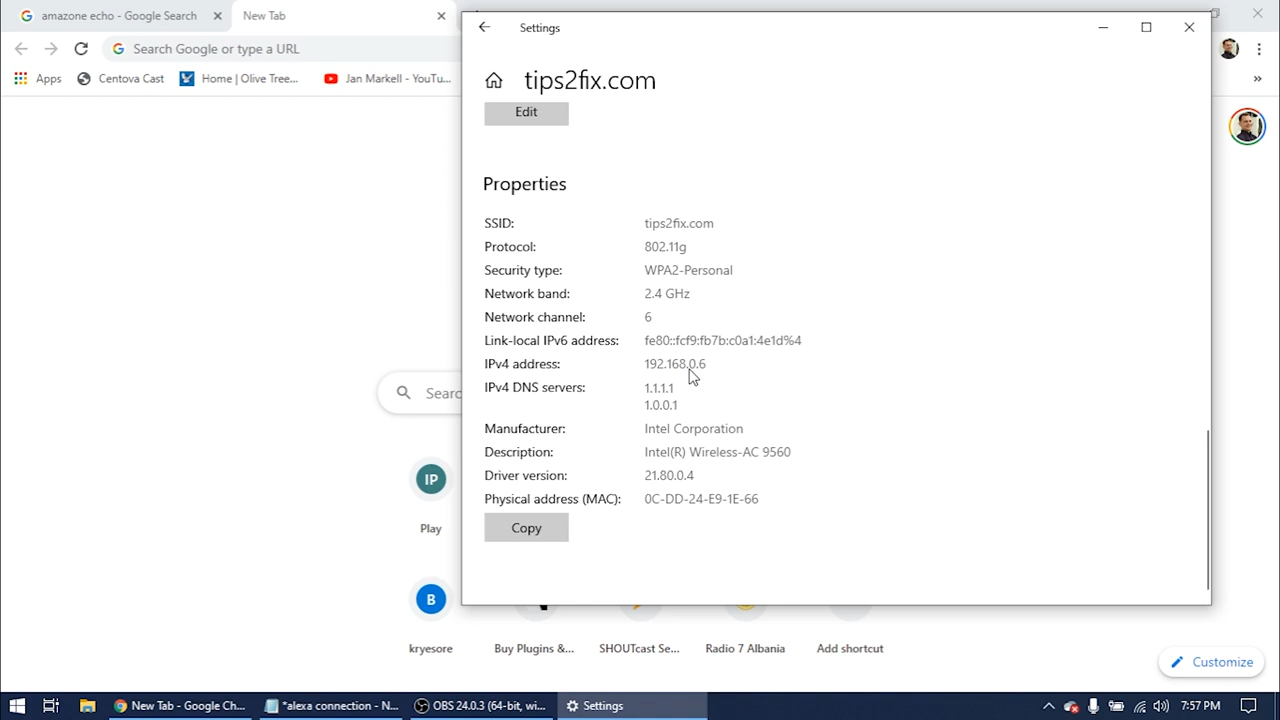 amazone echo - Google Search
New Tab
Search Google or type a URL
Apps
Centova Cast
Home | Olive Tree...
Jan Markell - YouTu...
Settings
tips2fix.com
Edit
Properties
SSID: tips2fix.com
Protocol: 802.11g
Security type: WPA2-Personal
Network band: 2.4 GHz
Network channel: 6
Link-local IPv6 address: fe80::fcf9:fb7b:c0a1:4e1d%4
IPv4 address: 192.168.0.6
IPv4 DNS servers: 1.1.1.1
1.0.0.1
Manufacturer: Intel Corporation
Description: Intel(R) Wireless-AC 9560
Driver version: 21.80.0.4
Physical address (MAC): 0C-DD-24-E9-1E-66
Copy
Searc
IP
Play
B
kryesore
Buy Plugins &...
SHOUTcast Se...
Radio 7 Albania
Add shortcut
Customize
New Tab - Google Ch...
*alexa connection - N...
OBS 24.0.3 (64-bit, wi...
Settings
7:57 PM